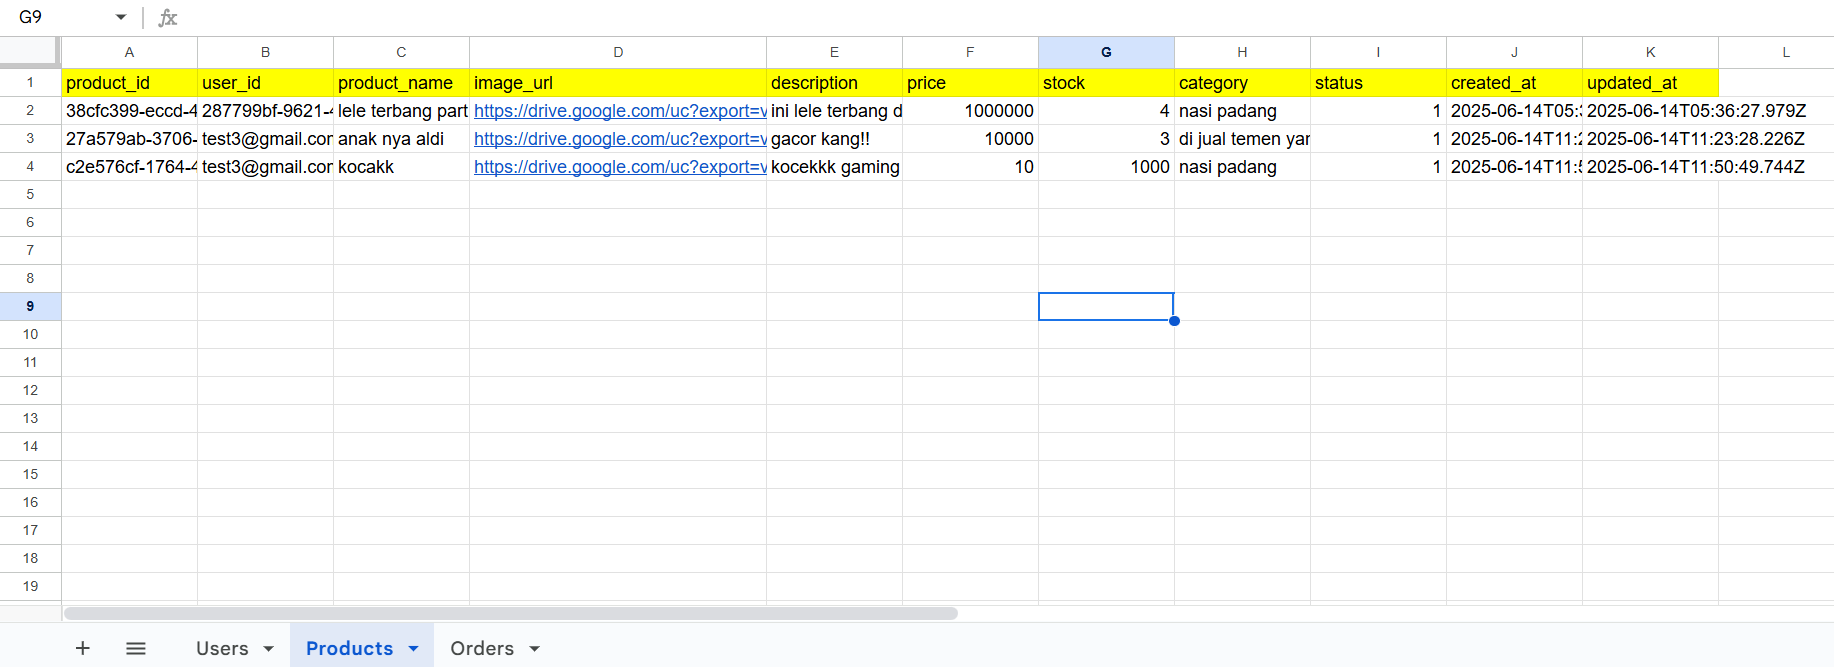 G9 fx
A B C D E F G H I J K L
1 product_id user_id product_name image_url description price stock category status created_at updated_at
2 38cfc399-eccd-4 287799bf-9621-4 lele terbang part https://drive.google.com/uc?export=v ini lele terbang d 1000000 4 nasi padang 1 2025-06-14T05:3 2025-06-14T05:36:27.979Z
3 27a579ab-3706- test3@gmail.com anak nya aldi https://drive.google.com/uc?export=v gacor kang!! 10000 3 di jual temen yan 1 2025-06-14T11:2 2025-06-14T11:23:28.226Z
4 c2e576cf-1764-4 test3@gmail.com kocakk https://drive.google.com/uc?export=v kocekkk gaming 10 1000 nasi padang 1 2025-06-14T11:5 2025-06-14T11:50:49.744Z
5
6
7
8
9
10
11
12
13
14
15
16
17
18
19
Users Products Orders